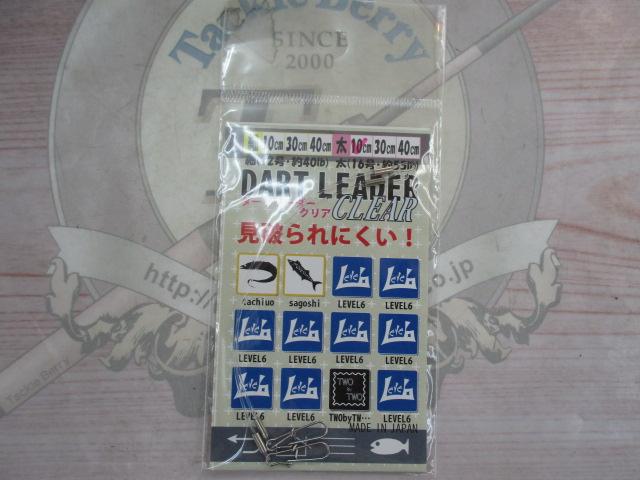 Tackle Berry
SINCE
2000
10cm 30cm 40cm 太 10cm 30cm 40cm
2号・約40lb) 太(16号・約55lb)
DART LEADER
クリア CLEAR
見破られにくい！
tachiuo sagoshi LEVEL6 LEVEL6
LEVEL6 LEVEL6 LEVEL6 LEVEL6
LEVEL6 LEVEL6 TWObyTW… LEVEL6
TWO
TWO
MADE IN JAPAN
http://
o.jp
Tackle Berry